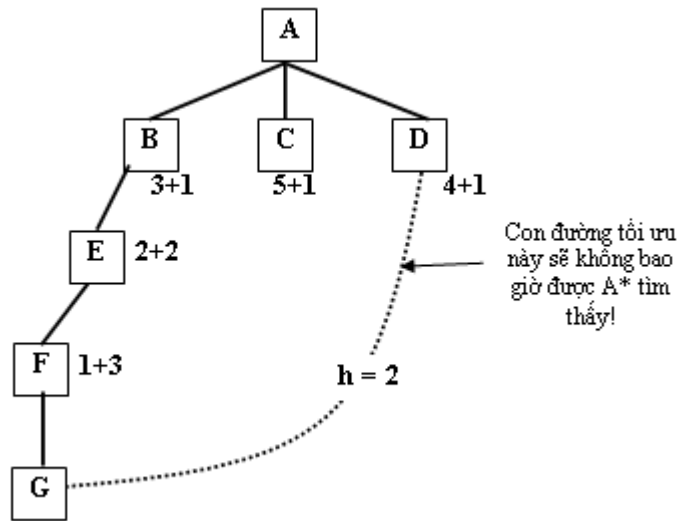 A
B
C
D
3+1
5+1
4+1
E
2+2
Con đường tối ưu
này sẽ không bao
giờ được A* tìm
thấy!
F
1+3
h = 2
G